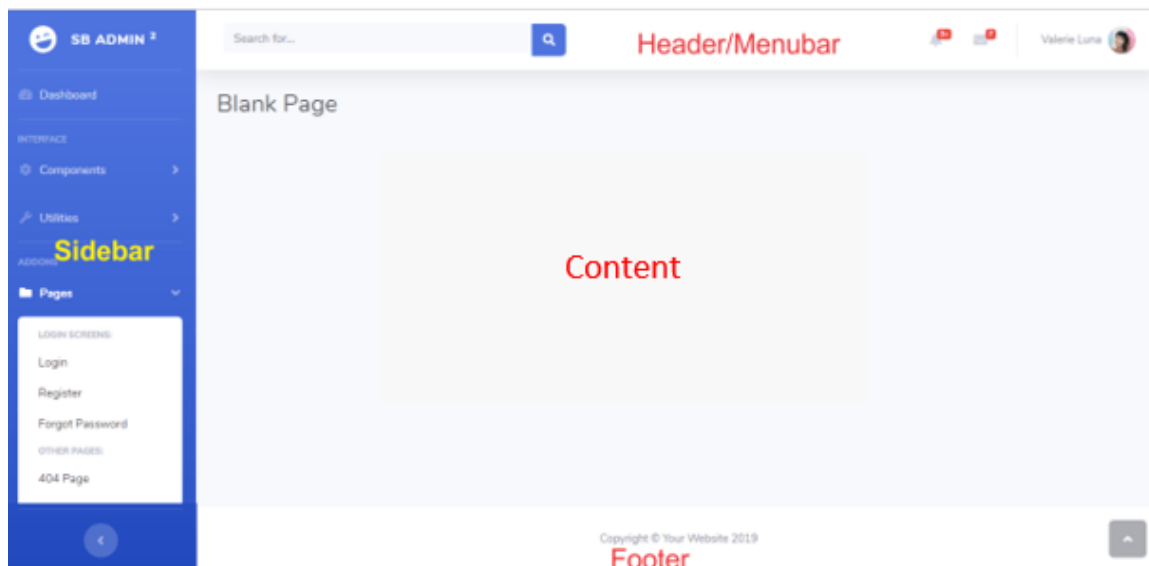 SB ADMIN 2
Search for...
Header/Menubar
Valerie Luna
Dashboard
Blank Page
INTERFACE
Components
Utilities
Sidebar
ADDONS
Content
Pages
LOGIN SCREENS:
Login
Register
Forgot Password
OTHER PAGES:
404 Page
Copyright © Your Website 2019
Footer